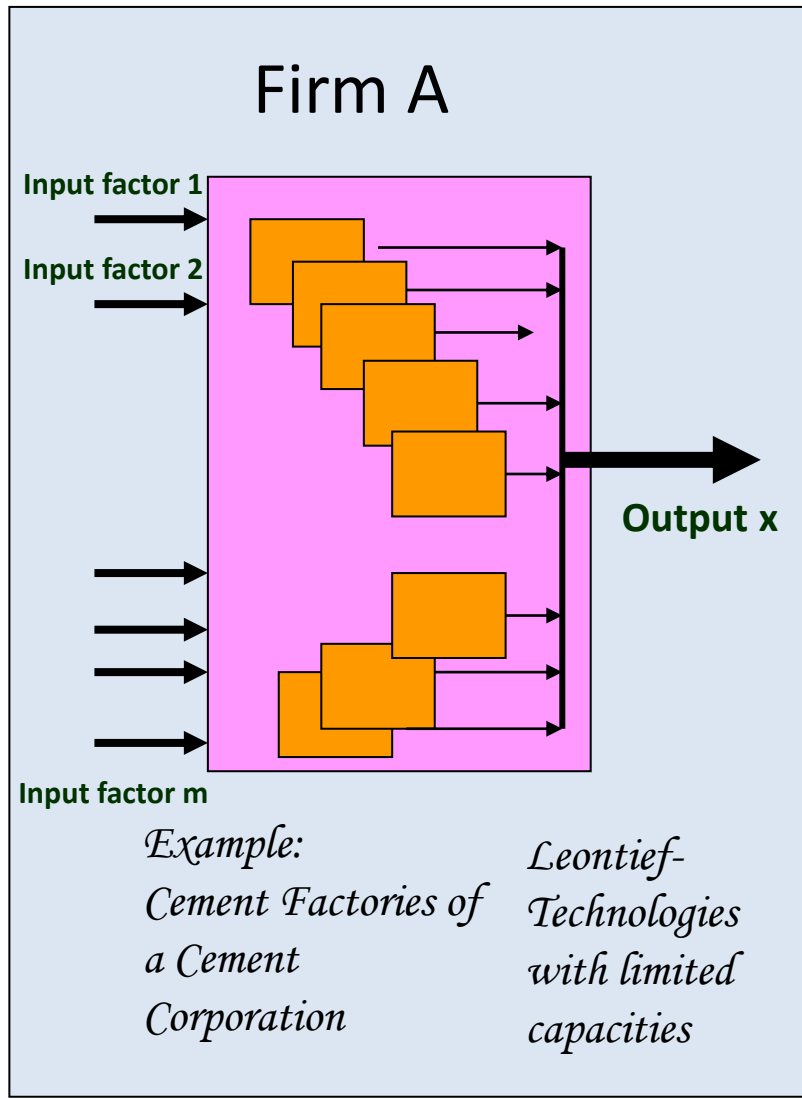 Firm A
Input factor 1
Input factor 2
Output x
Input factor m
Example:
Cement Factories of
a Cement
Corporation
Leontief-
Technologies
with limited
capacities